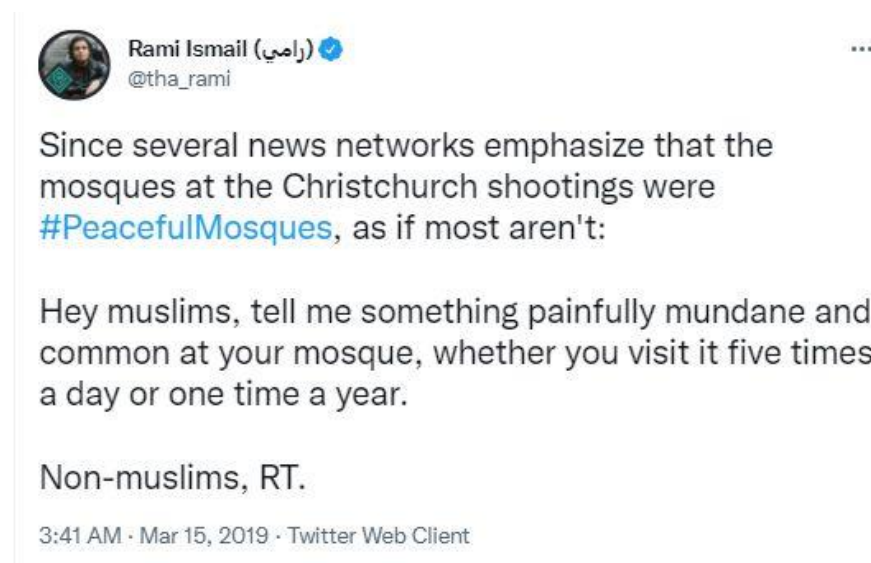 Rami Ismail (رامي)
@tha_rami
Since several news networks emphasize that the
mosques at the Christchurch shootings were
#PeacefulMosques, as if most aren't:
Hey muslims, tell me something painfully mundane and
common at your mosque, whether you visit it five times
a day or one time a year.
Non-muslims, RT.
3:41 AM · Mar 15, 2019 · Twitter Web Client